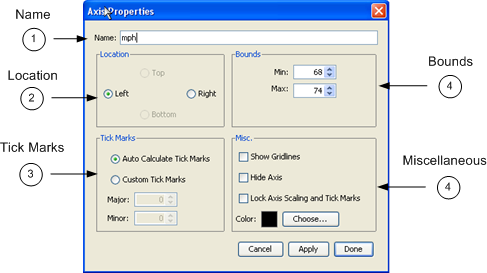 Axis Properties
Name
1
Name: mph
Location
Top
Left
Right
Bottom
Location
2
Bounds
Min: 68
Max: 74
Bounds
4
Tick Marks
Auto Calculate Tick Marks
Custom Tick Marks
Major: 0
Minor: 0
Tick Marks
3
Misc.
Show Gridlines
Hide Axis
Lock Axis Scaling and Tick Marks
Color: Choose...
Miscellaneous
4
Cancel Apply Done